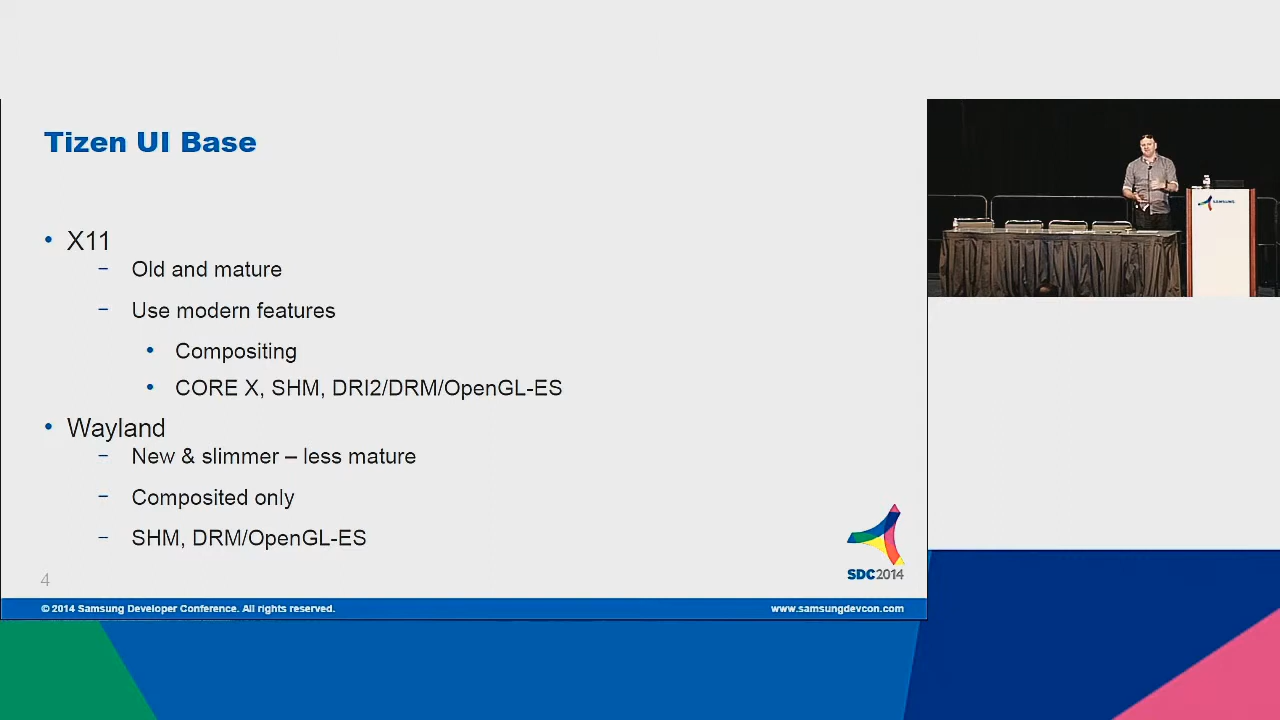 Tizen UI Base
• X11
– Old and mature
– Use modern features
• Compositing
• CORE X, SHM, DRI2/DRM/OpenGL-ES
• Wayland
– New & slimmer – less mature
– Composited only
– SHM, DRM/OpenGL-ES
SDC2014
4
© 2014 Samsung Developer Conference. All rights reserved.
www.samsungdevcon.com
SAMSUNG